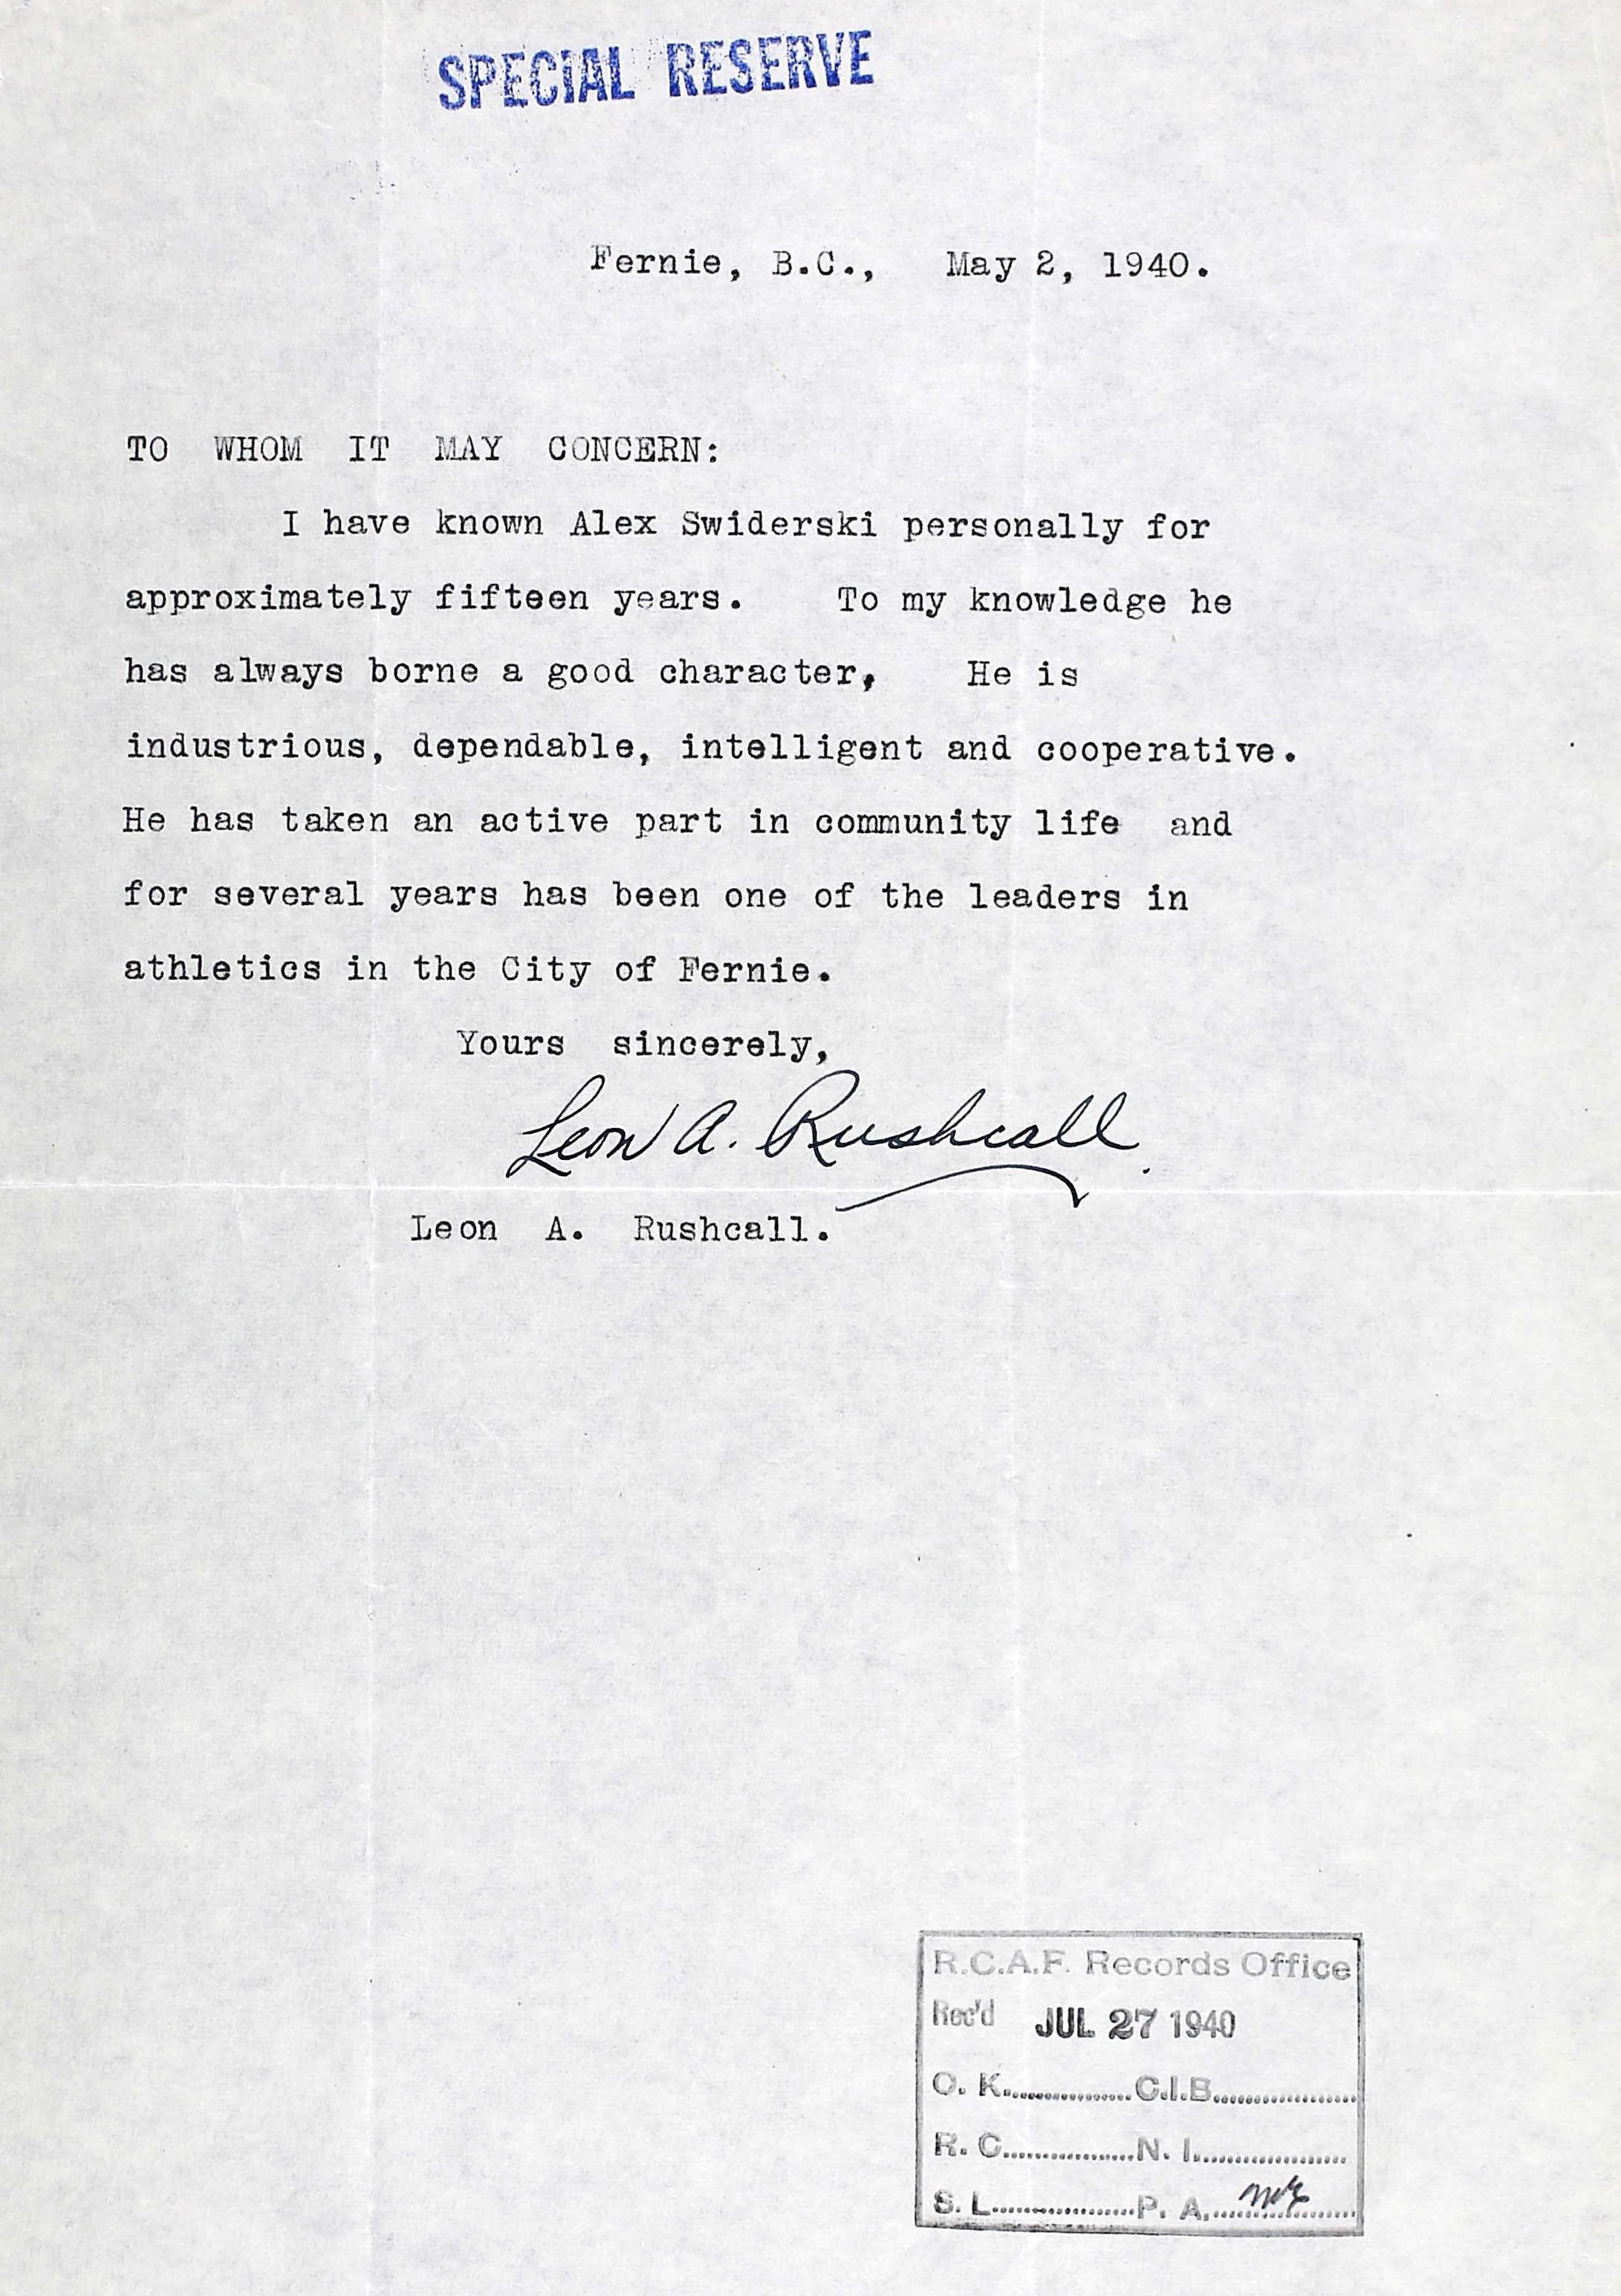 SPECIAL RESERVE
Fernie, B.C., May 2, 1940.
TO WHOM IT MAY CONCERN:
I have known Alex Swiderski personally for
approximately fifteen years. To my knowledge he
has always borne a good character, He is
industrious, dependable, intelligent and cooperative.
He has taken an active part in community life and
for several years has been one of the leaders in
athletics in the City of Fernie.
Yours sincerely,
Leon A. Rushcall.
Leon A. Rushcall.
R.C.A.F. Records Office
Rec'd JUL 27 1940
O. K..................C.I.B..................
R. C..................N. I..................
S. L..................P. A...................